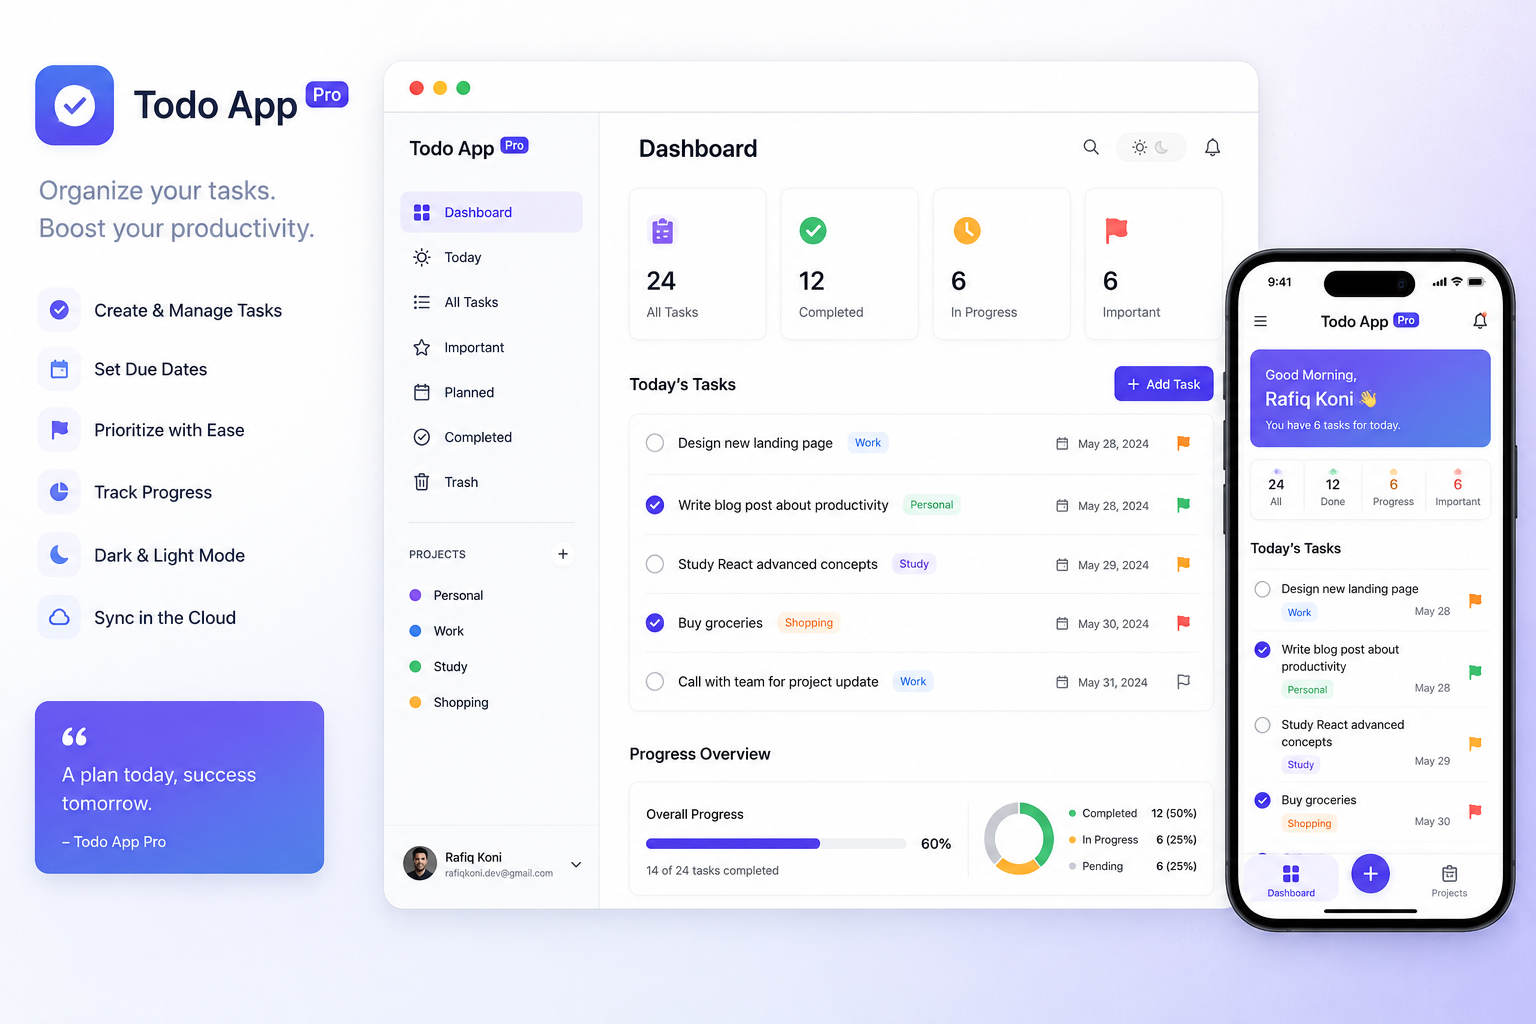 Todo App Pro
Organize your tasks.
Boost your productivity.
Create & Manage Tasks
Set Due Dates
Prioritize with Ease
Track Progress
Dark & Light Mode
Sync in the Cloud
“
A plan today, success
tomorrow.
– Todo App Pro
Todo App Pro
Dashboard
Today
All Tasks
Important
Planned
Completed
Trash
PROJECTS +
Personal
Work
Study
Shopping
Rafiq Koni
rafiqkoni.dev@gmail.com
Dashboard
24
All Tasks
12
Completed
6
In Progress
6
Important
Today’s Tasks
+ Add Task
Design new landing page Work May 28, 2024
Write blog post about productivity Personal May 28, 2024
Study React advanced concepts Study May 29, 2024
Buy groceries Shopping May 30, 2024
Call with team for project update Work May 31, 2024
Progress Overview
Overall Progress
60%
14 of 24 tasks completed
Completed 12 (50%)
In Progress 6 (25%)
Pending 6 (25%)
9:41
Todo App Pro
Good Morning,
Rafiq Koni 👋
You have 6 tasks for today.
24
All
12
Done
6
Progress
6
Important
Today’s Tasks
Design new landing page
Work
May 28
Write blog post about
productivity
Personal
May 28
Study React advanced
concepts
Study
May 29
Buy groceries
Shopping
May 30
Dashboard
+
Projects